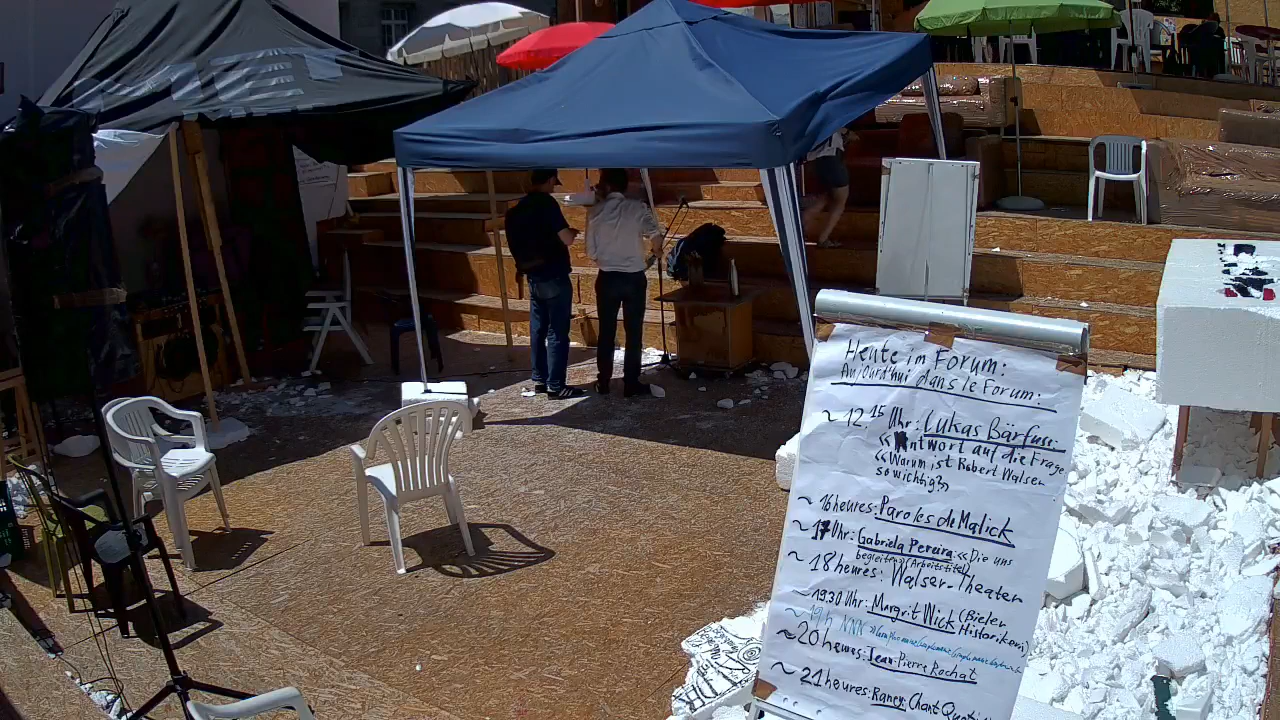 Heute im Forum:
Aujourd'hui dans le Forum:
~ 12.15 Uhr: Lukas Bärfuss:
<<Antwort auf die Frage
<<Warum ist Robert Walser
so wichtig?>>
~ 16 heures: Paroles de Malick
~ 17 Uhr: Gabriela Pereira: <<Die uns
begleiten>> (Arbeitstitel)
~ 18 heures: Walser-Theater
~ 19.30 Uhr: Margrit Wick (Bieler
Historikerin)
~ 19h NNN
~ 20 heures: Jean-Pierre Rochat
~ 21 heures: Raney: Chant